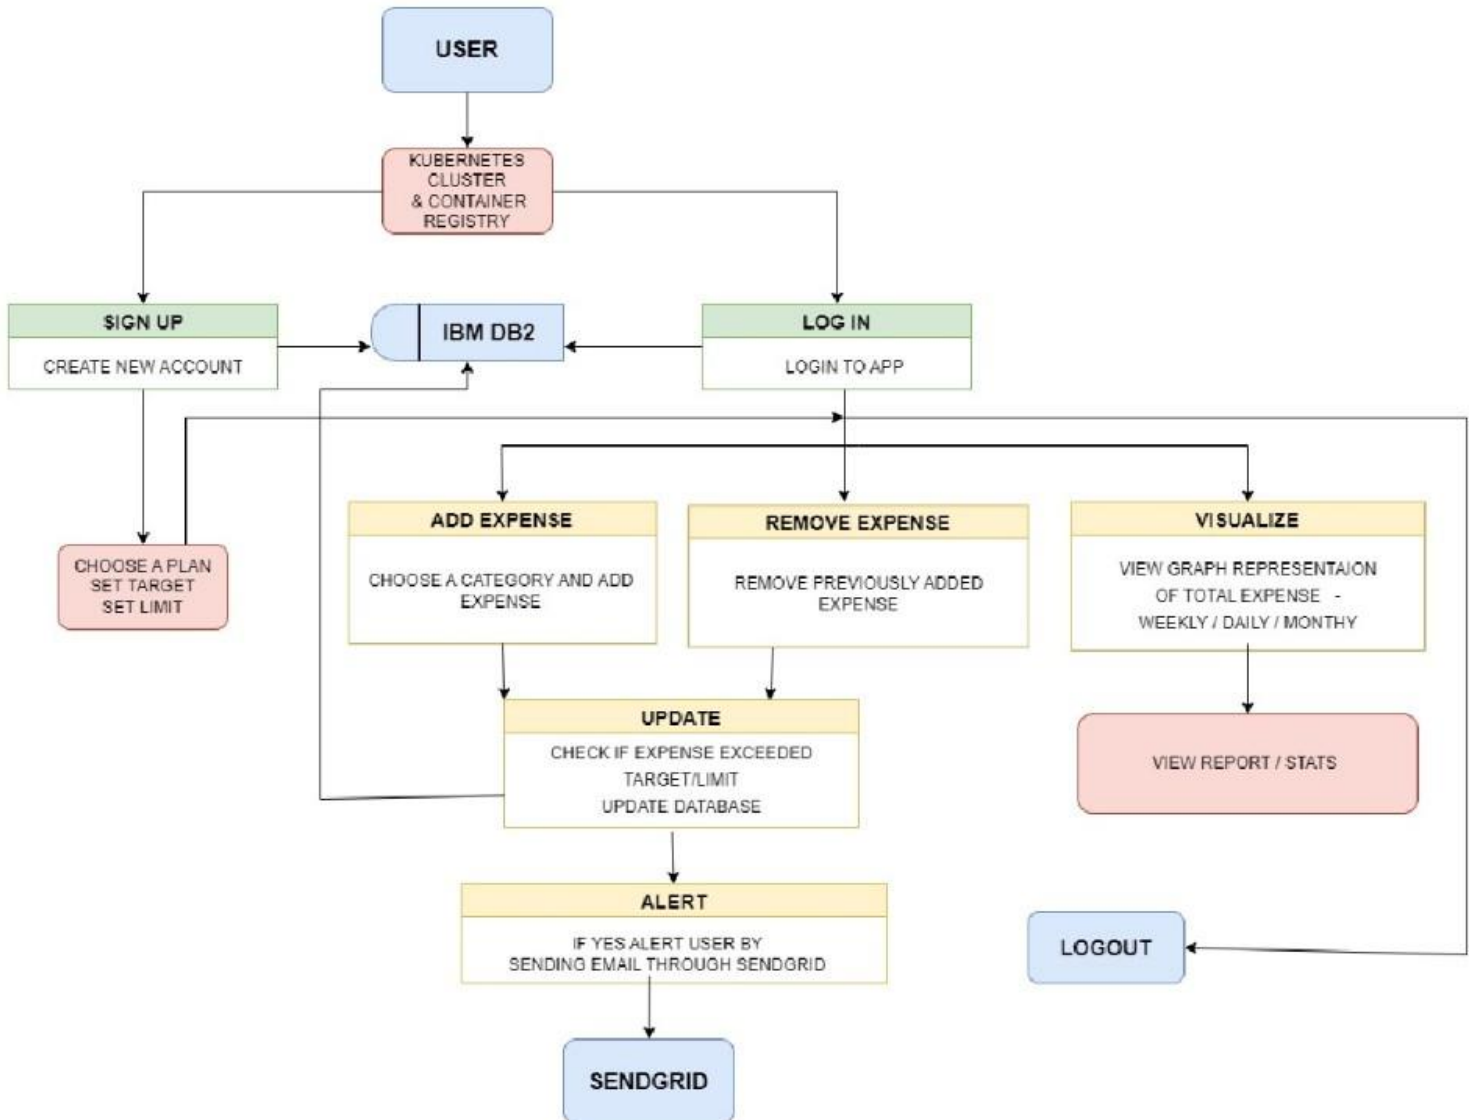 USER
KUBERNETES
CLUSTER
& CONTAINER
REGISTRY
SIGN UP
CREATE NEW ACCOUNT
IBM DB2
LOG IN
LOGIN TO APP
CHOOSE A PLAN
SET TARGET
SET LIMIT
ADD EXPENSE
CHOOSE A CATEGORY AND ADD
EXPENSE
REMOVE EXPENSE
REMOVE PREVIOUSLY ADDED
EXPENSE
VISUALIZE
VIEW GRAPH REPRESENTAION
OF TOTAL EXPENSE -
WEEKLY / DAILY / MONTHY
UPDATE
CHECK IF EXPENSE EXCEEDED
TARGET/LIMIT
UPDATE DATABASE
VIEW REPORT / STATS
ALERT
IF YES ALERT USER BY
SENDING EMAIL THROUGH SENDGRID
LOGOUT
SENDGRID